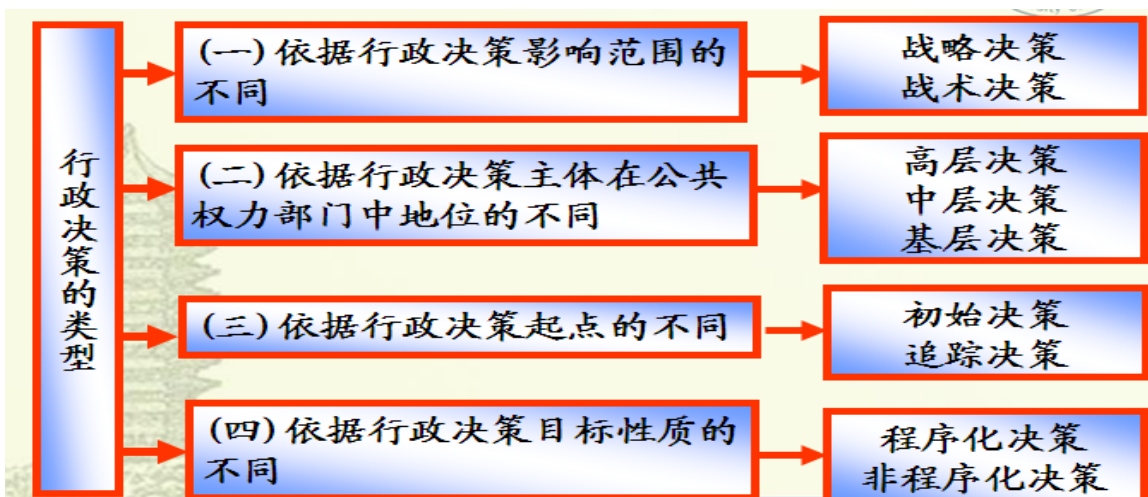 行政决策的类型
(一)依据行政决策影响范围的
不同
战略决策
战术决策
(二)依据行政决策主体在公共
权力部门中地位的不同
高层决策
中层决策
基层决策
(三)依据行政决策起点的不同
初始决策
追踪决策
(四)依据行政决策目标性质的
不同
程序化决策
非程序化决策